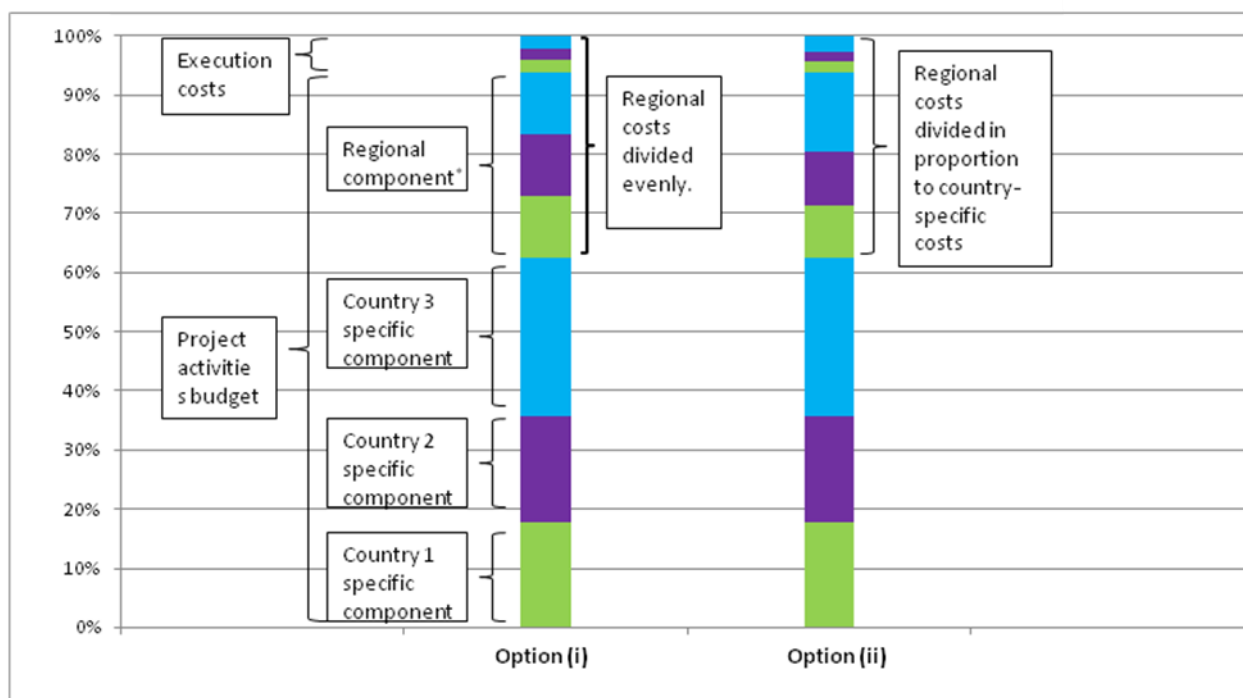 100%
90%
80%
70%
60%
50%
40%
30%
20%
10%
0%
Execution
costs
Project
activitie
s budget
Regional
component*
Country 3
specific
component
Country 2
specific
component
Country 1
specific
component
Regional
costs
divided
evenly.
Regional
costs
divided in
proportion
to country-
specific
costs
Option (i)
Option (ii)